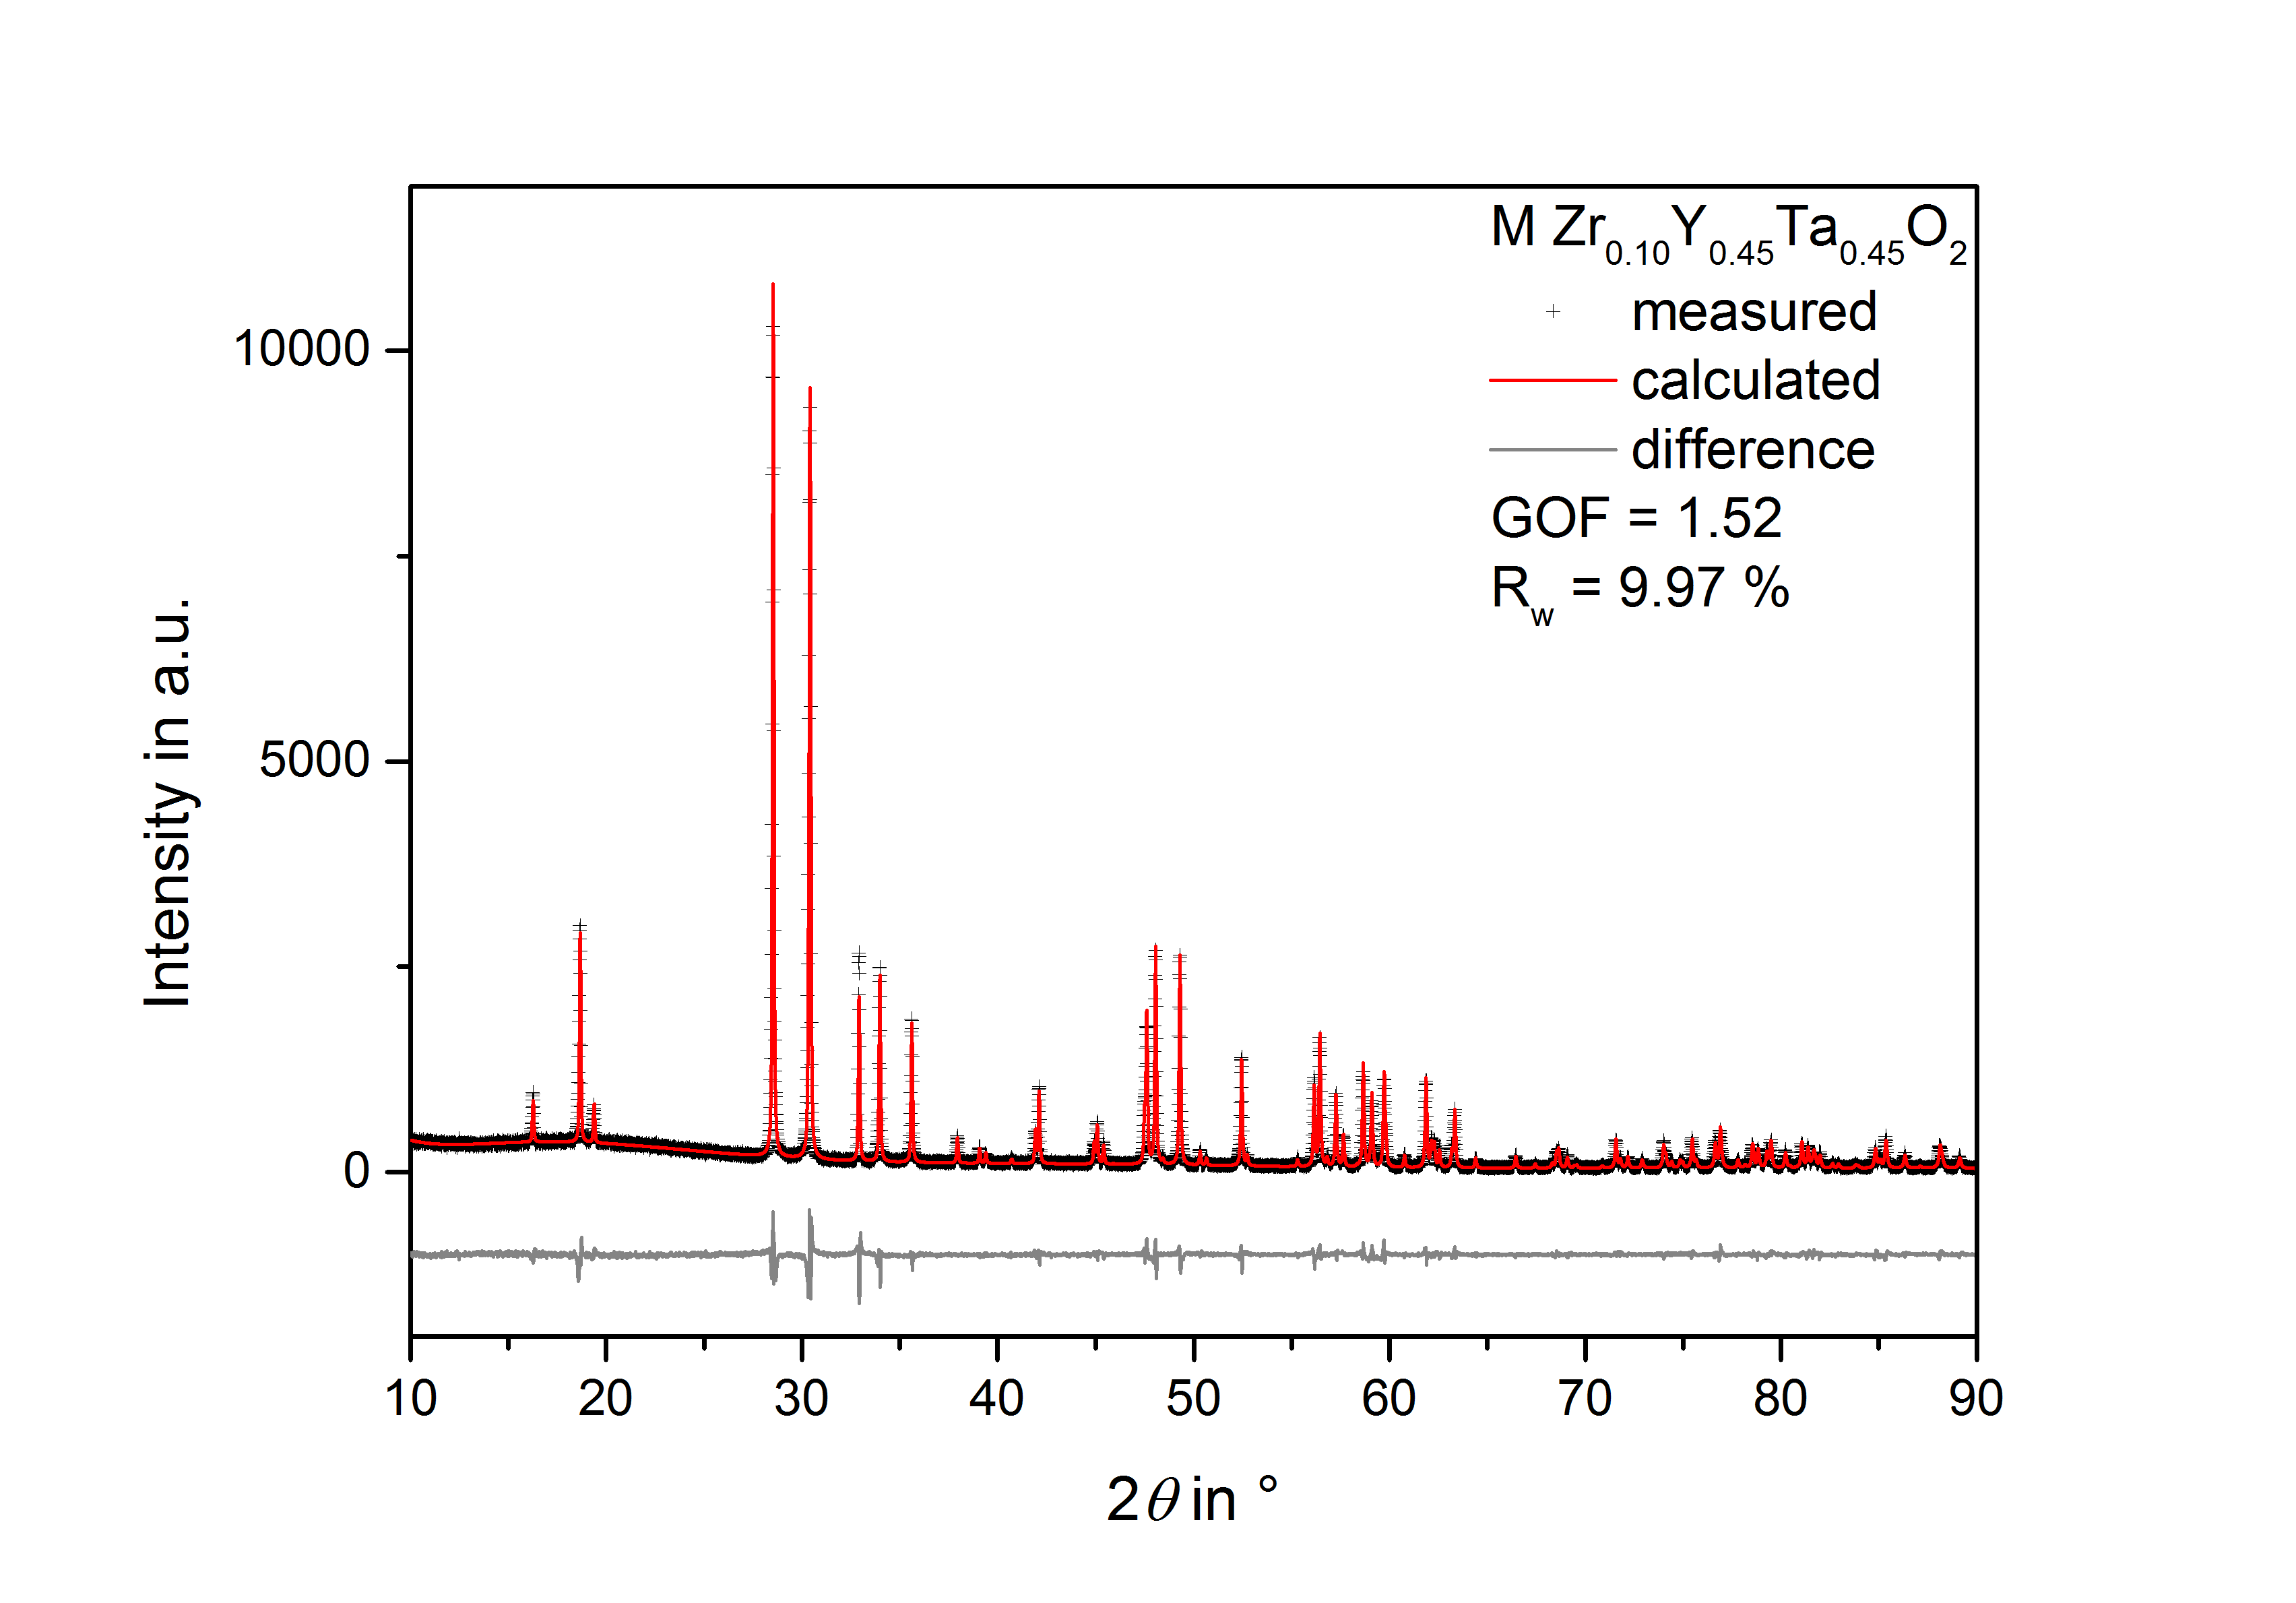 M Zr0.10Y0.45Ta0.45O2
measured
calculated
difference
GOF = 1.52
Rw = 9.97 %
10000
5000
0
Intensity in a.u.
10 20 30 40 50 60 70 80 90
2θ in °